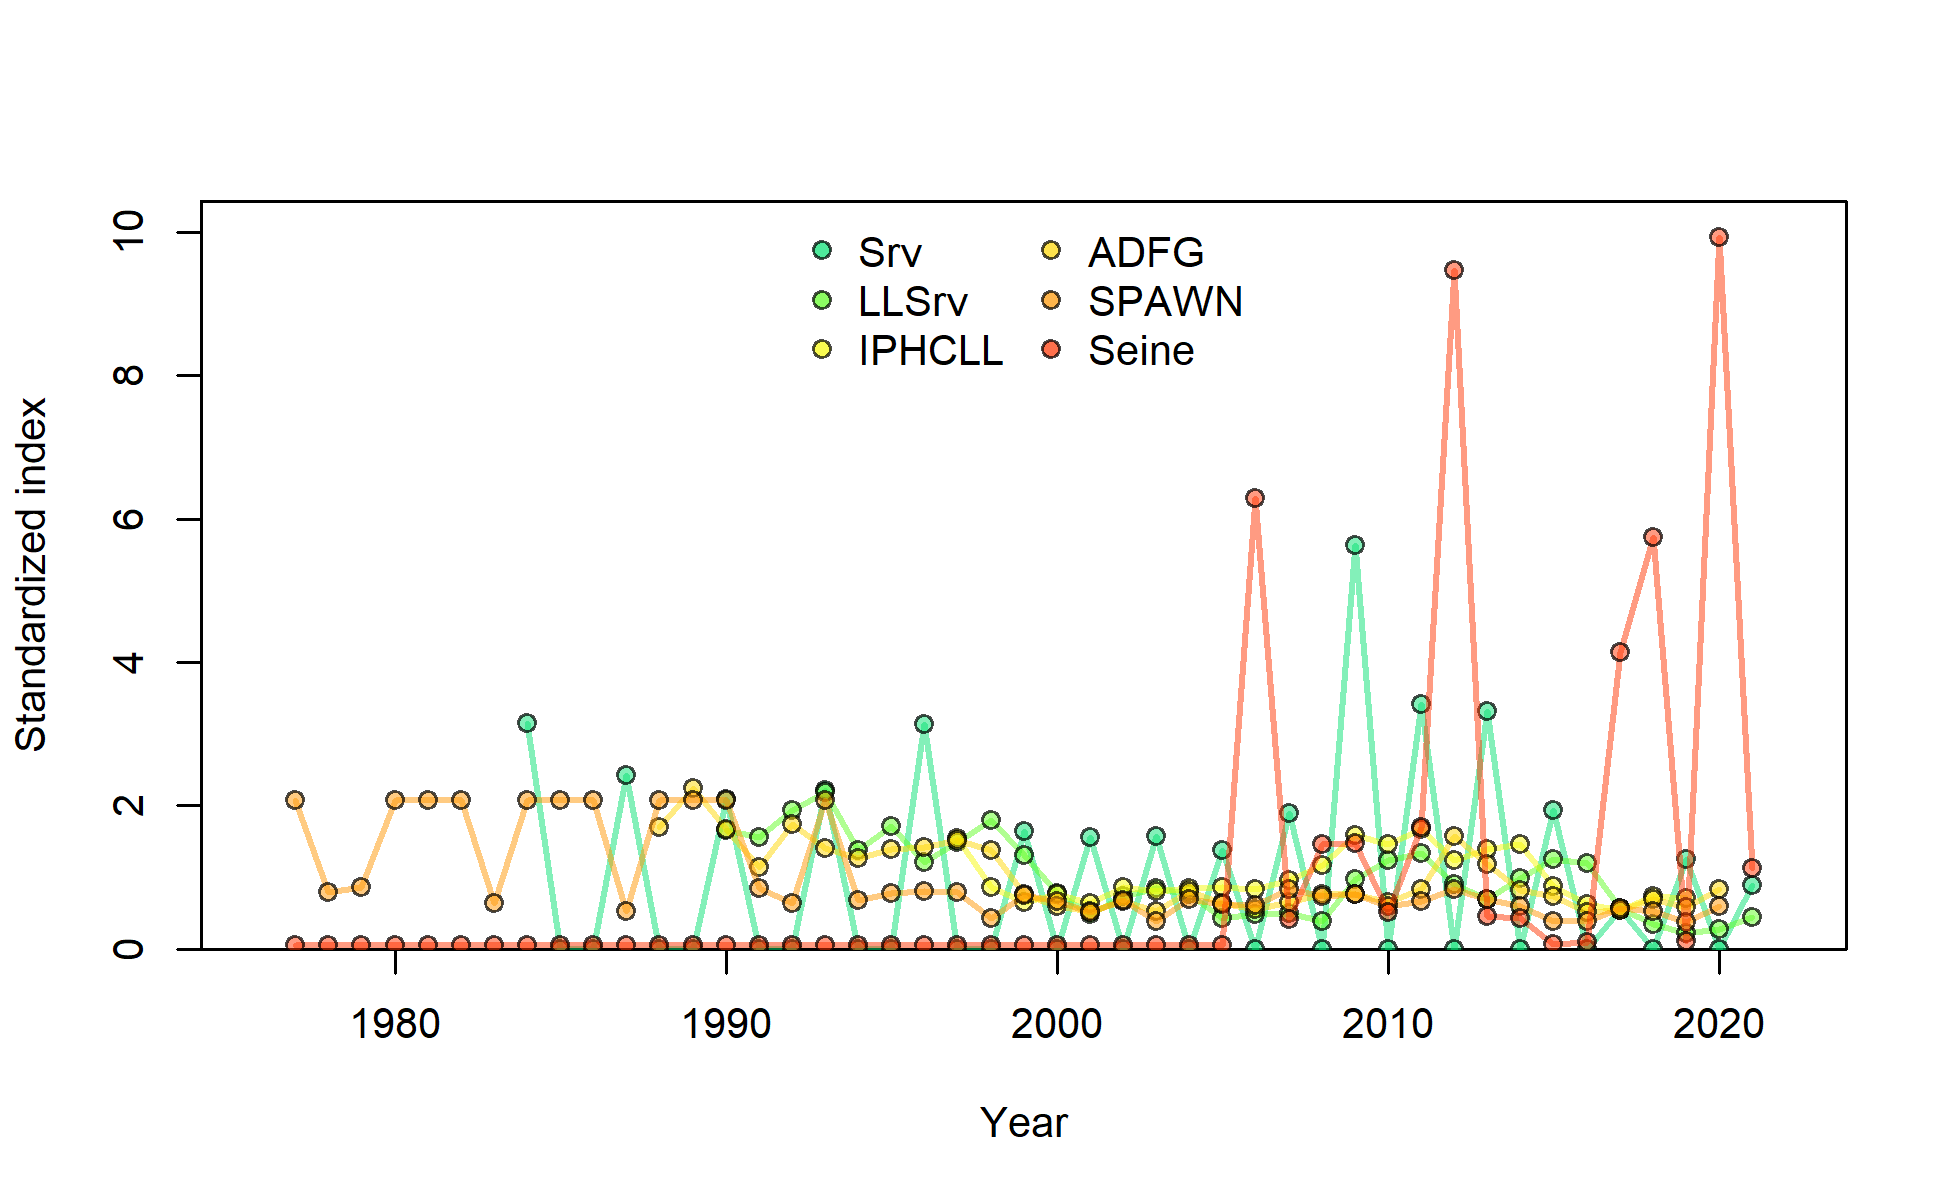 Standardized index
10
8
6
4
2
0
Srv
LLSrv
IPHCLL
ADFG
SPAWN
Seine
1980 1990 2000 2010 2020
Year